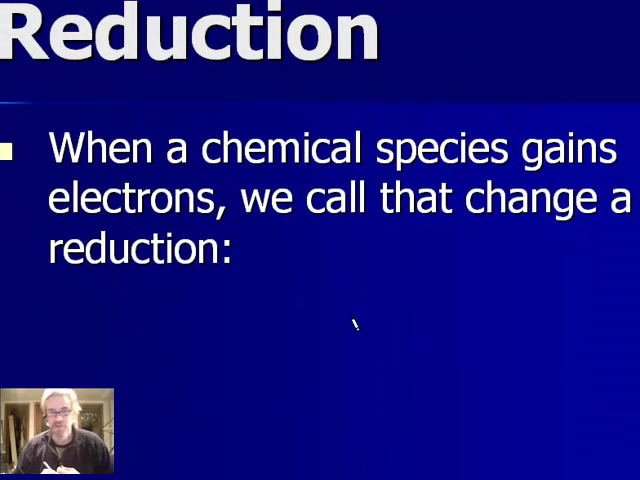 Reduction
When a chemical species gains
electrons, we call that change a
reduction: